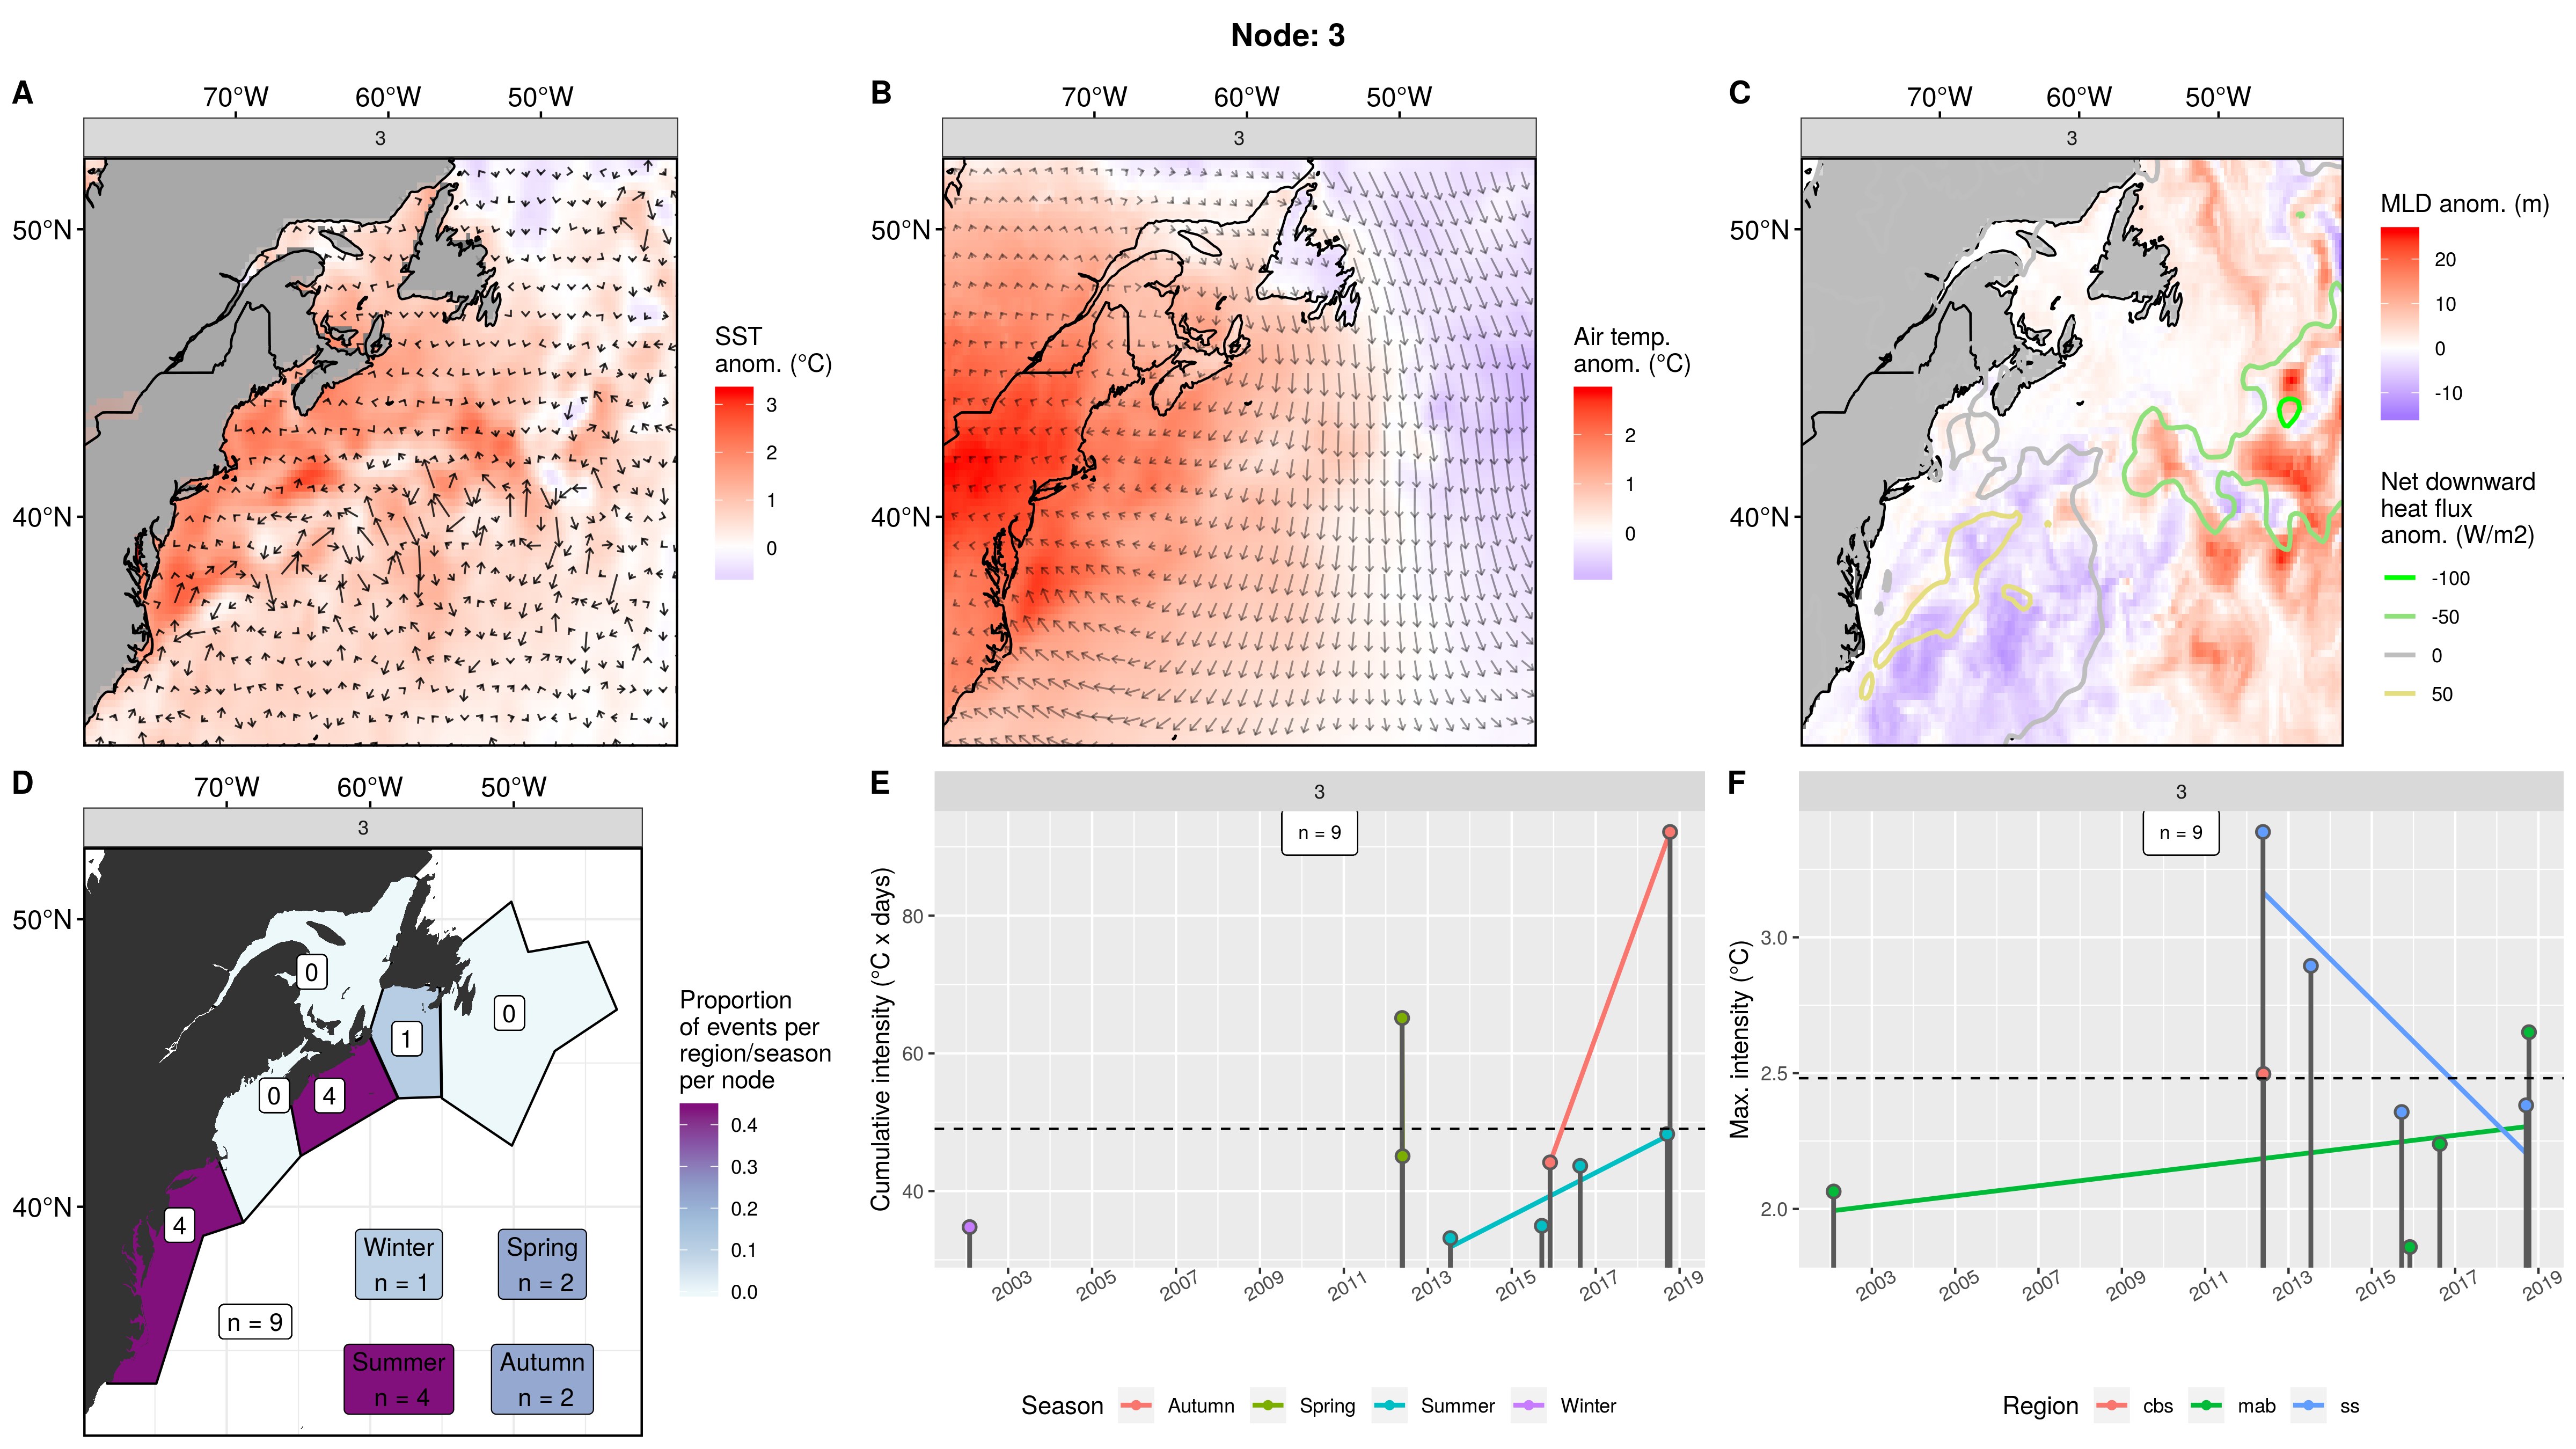 Node: 3
A
70°W 60°W 50°W
3
50°N
40°N
SST
anom. (°C)
3
2
1
0
B
70°W 60°W 50°W
3
50°N
40°N
Air temp.
anom. (°C)
2
1
0
C
70°W 60°W 50°W
3
50°N
40°N
MLD anom. (m)
20
10
0
-10
Net downward
heat flux
anom. (W/m2)
-100
-50
0
50
D
70°W 60°W 50°W
3
50°N
40°N
0
1
0
0
4
4
n = 9
Winter
n = 1
Spring
n = 2
Summer
n = 4
Autumn
n = 2
Proportion
of events per
region/season
per node
0.4
0.3
0.2
0.1
0.0
E
3
n = 9
Cumulative intensity (°C x days)
80
60
40
2003 2005 2007 2009 2011 2013 2015 2017 2019
Season Autumn Spring Summer Winter
F
3
n = 9
Max. intensity (°C)
3.0
2.5
2.0
2003 2005 2007 2009 2011 2013 2015 2017 2019
Region cbs mab ss